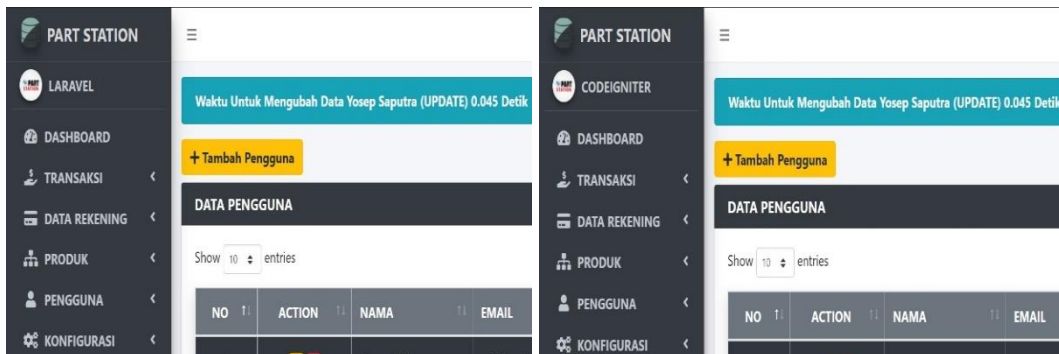 PART STATION
LARAVEL
DASHBOARD
TRANSAKSI
DATA REKENING
PRODUK
PENGGUNA
KONFIGURASI
Waktu Untuk Mengubah Data Yosep Saputra (UPDATE) 0.045 Detik
+ Tambah Pengguna
DATA PENGGUNA
Show 10 entries
NO ACTION NAMA EMAIL
PART STATION
CODEIGNITER
DASHBOARD
TRANSAKSI
DATA REKENING
PRODUK
PENGGUNA
KONFIGURASI
Waktu Untuk Mengubah Data Yosep Saputra (UPDATE) 0.045 Detik
+ Tambah Pengguna
DATA PENGGUNA
Show 10 entries
NO ACTION NAMA EMAIL